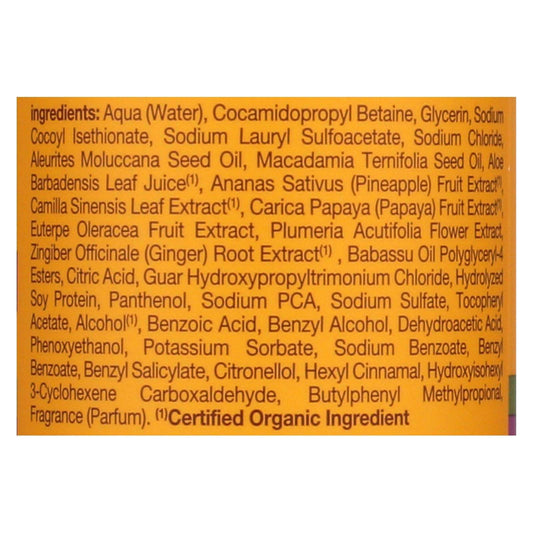 ingredients: Aqua (Water), Cocamidopropyl Betaine, Glycerin, Sodium
Cocoyl Isethionate, Sodium Lauryl Sulfoacetate, Sodium Chloride,
Aleurites Moluccana Seed Oil, Macadamia Ternifolia Seed Oil, Aloe
Barbadensis Leaf Juice⁽¹⁾, Ananas Sativus (Pineapple) Fruit Extract⁽¹⁾,
Camilla Sinensis Leaf Extract⁽¹⁾, Carica Papaya (Papaya) Fruit Extract⁽¹⁾,
Euterpe Oleracea Fruit Extract, Plumeria Acutifolia Flower Extract,
Zingiber Officinale (Ginger) Root Extract⁽¹⁾ , Babassu Oil Polyglyceryl-4
Esters, Citric Acid, Guar Hydroxypropyltrimonium Chloride, Hydrolyzed
Soy Protein, Panthenol, Sodium PCA, Sodium Sulfate, Tocopheryl
Acetate, Alcohol⁽¹⁾, Benzoic Acid, Benzyl Alcohol, Dehydroacetic Acid,
Phenoxyethanol, Potassium Sorbate, Sodium Benzoate, Benzyl
Benzoate, Benzyl Salicylate, Citronellol, Hexyl Cinnamal, Hydroxyisohexyl
3-Cyclohexene Carboxaldehyde, Butylphenyl Methylpropional,
Fragrance (Parfum). ⁽¹⁾Certified Organic Ingredient